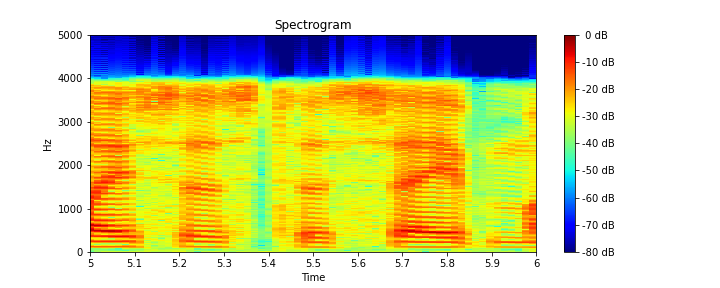 Spectrogram
5000
4000
3000
2000
1000
0
Hz
5
5.1
5.2
5.3
5.4
5.5
5.6
5.7
5.8
5.9
6
Time
0 dB
-10 dB
-20 dB
-30 dB
-40 dB
-50 dB
-60 dB
-70 dB
-80 dB